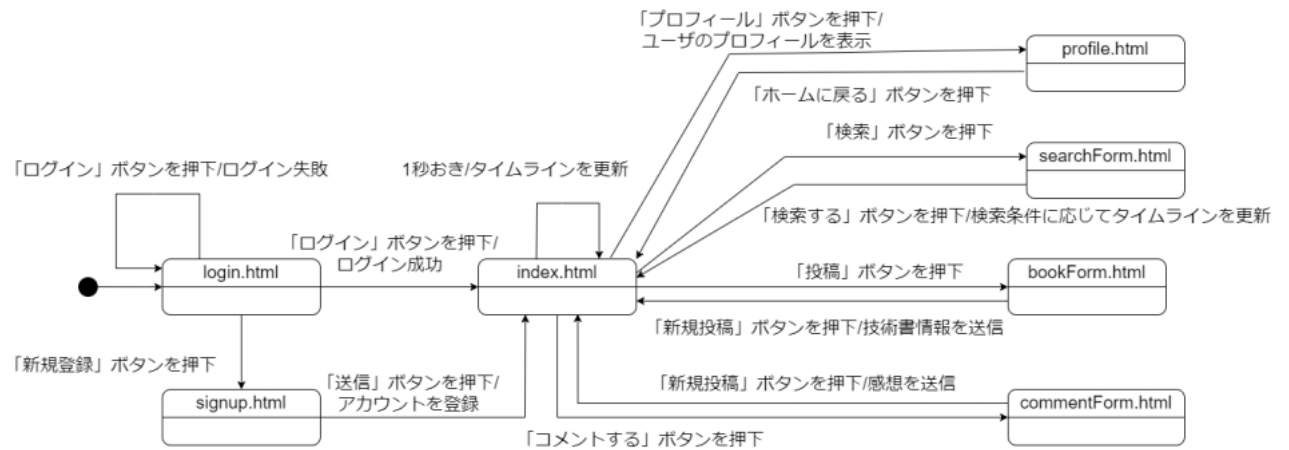 「プロフィール」ボタンを押下/
ユーザのプロフィールを表示
profile.html
「ホームに戻る」ボタンを押下
「検索」ボタンを押下
searchForm.html
「ログイン」ボタンを押下/ログイン失敗
1秒おき/タイムラインを更新
「検索する」ボタンを押下/検索条件に応じてタイムラインを更新
「ログイン」ボタンを押下/
ログイン成功
login.html
index.html
「投稿」ボタンを押下
bookForm.html
「新規投稿」ボタンを押下/技術書情報を送信
「新規登録」ボタンを押下
「送信」ボタンを押下/
アカウントを登録
「新規投稿」ボタンを押下/感想を送信
signup.html
commentForm.html
「コメントする」ボタンを押下